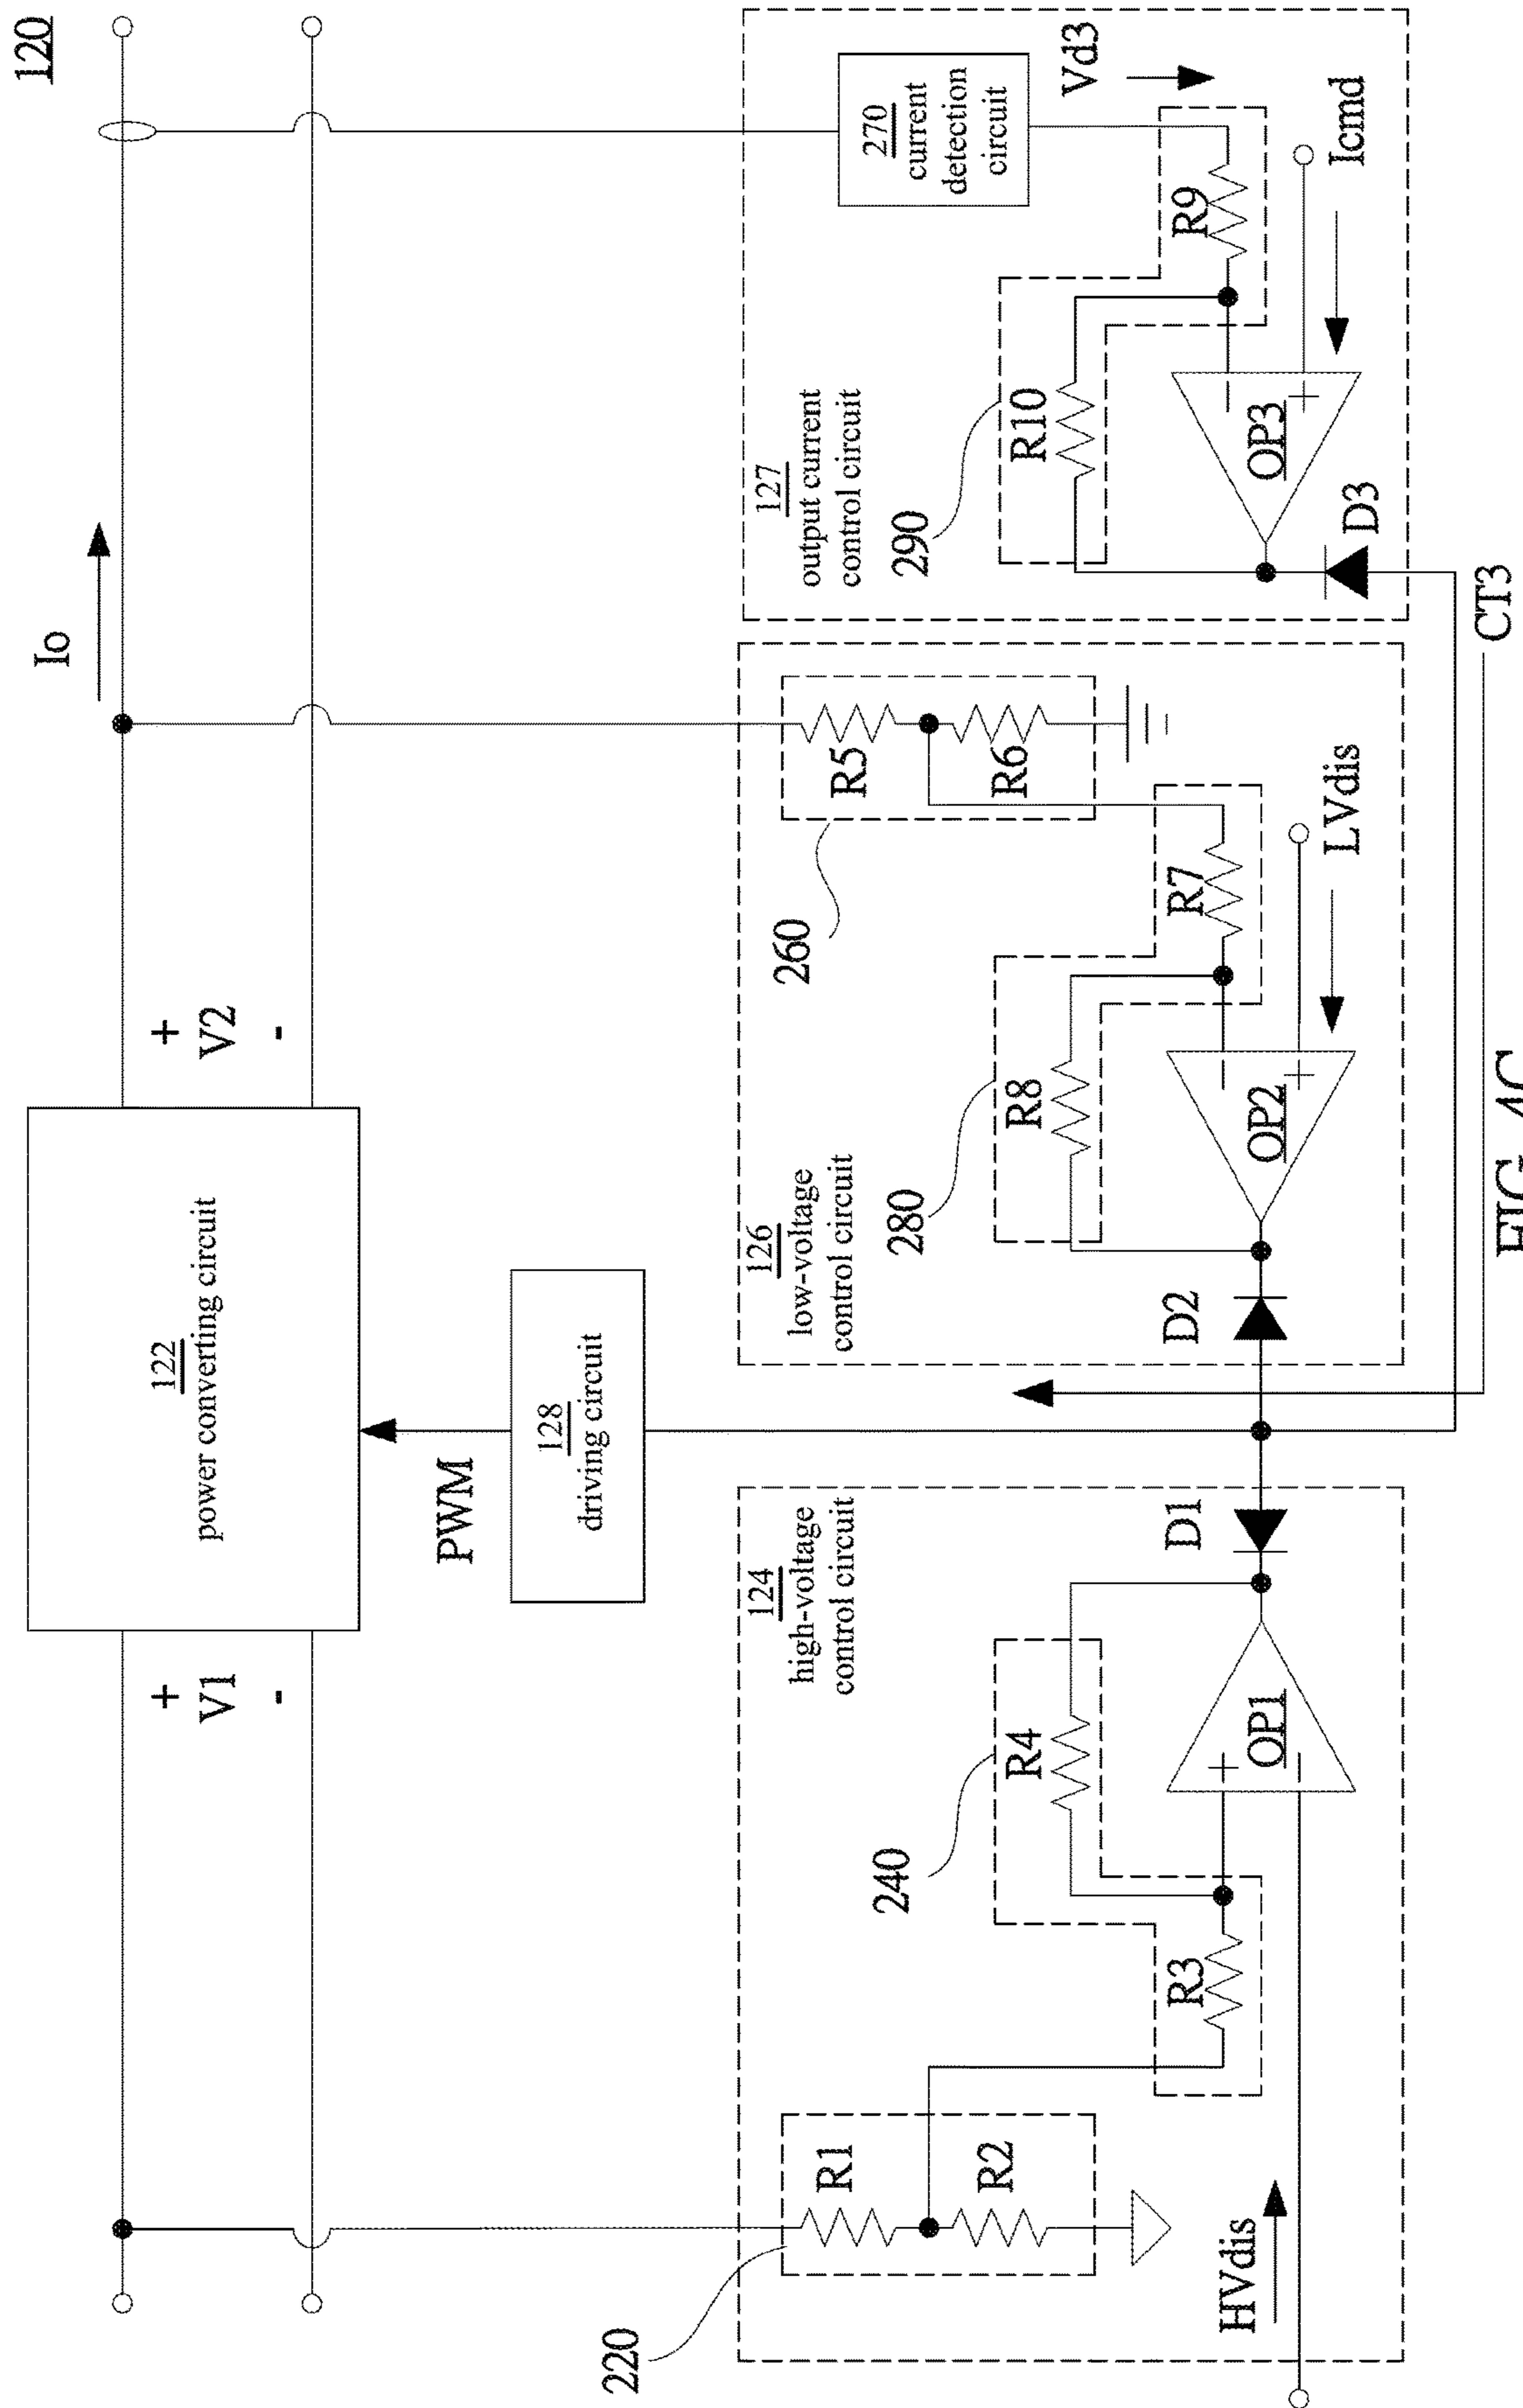 120
Io
+
V1
-
122
power converting circuit
+
V2
-
PWM
128
driving circuit
124
high-voltage
control circuit
220
R1
R2
240
R4
R3
+
-
OP1
HVdis
D1
126
low-voltage
control circuit
260
R5
R6
280
R8
R7
-
+
OP2
LVdis
D2
127
output current
control circuit
270
current
detection
circuit
Vd3
290
R10
R9
-
+
OP3
Icmd
D3
CT3
FIG. 4C